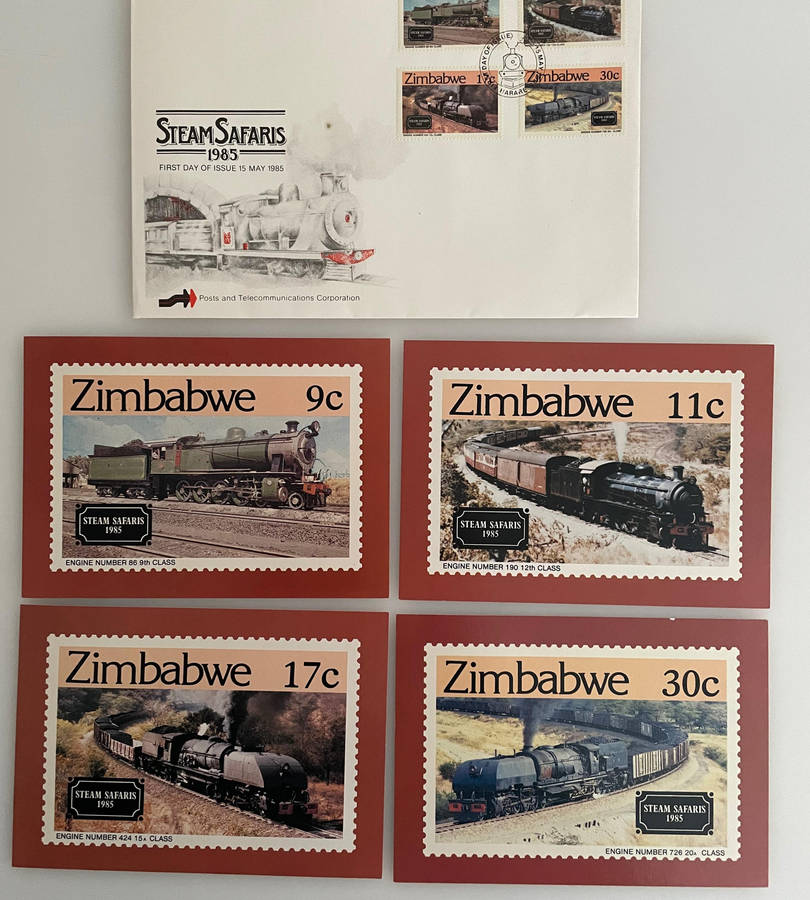 Zimbabwe 17c
Zimbabwe 30c
STEAM SAFARIS
1985
FIRST DAY OF ISSUE 15 MAY 1985
Posts and Telecommunications Corporation
Zimbabwe 9c
STEAM SAFARIS
1985
ENGINE NUMBER 86 9th CLASS
Zimbabwe 11c
STEAM SAFARIS
1985
ENGINE NUMBER 190 12th CLASS
Zimbabwe 17c
STEAM SAFARIS
1985
ENGINE NUMBER 424 15A CLASS
Zimbabwe 30c
STEAM SAFARIS
1985
ENGINE NUMBER 726 20A CLASS